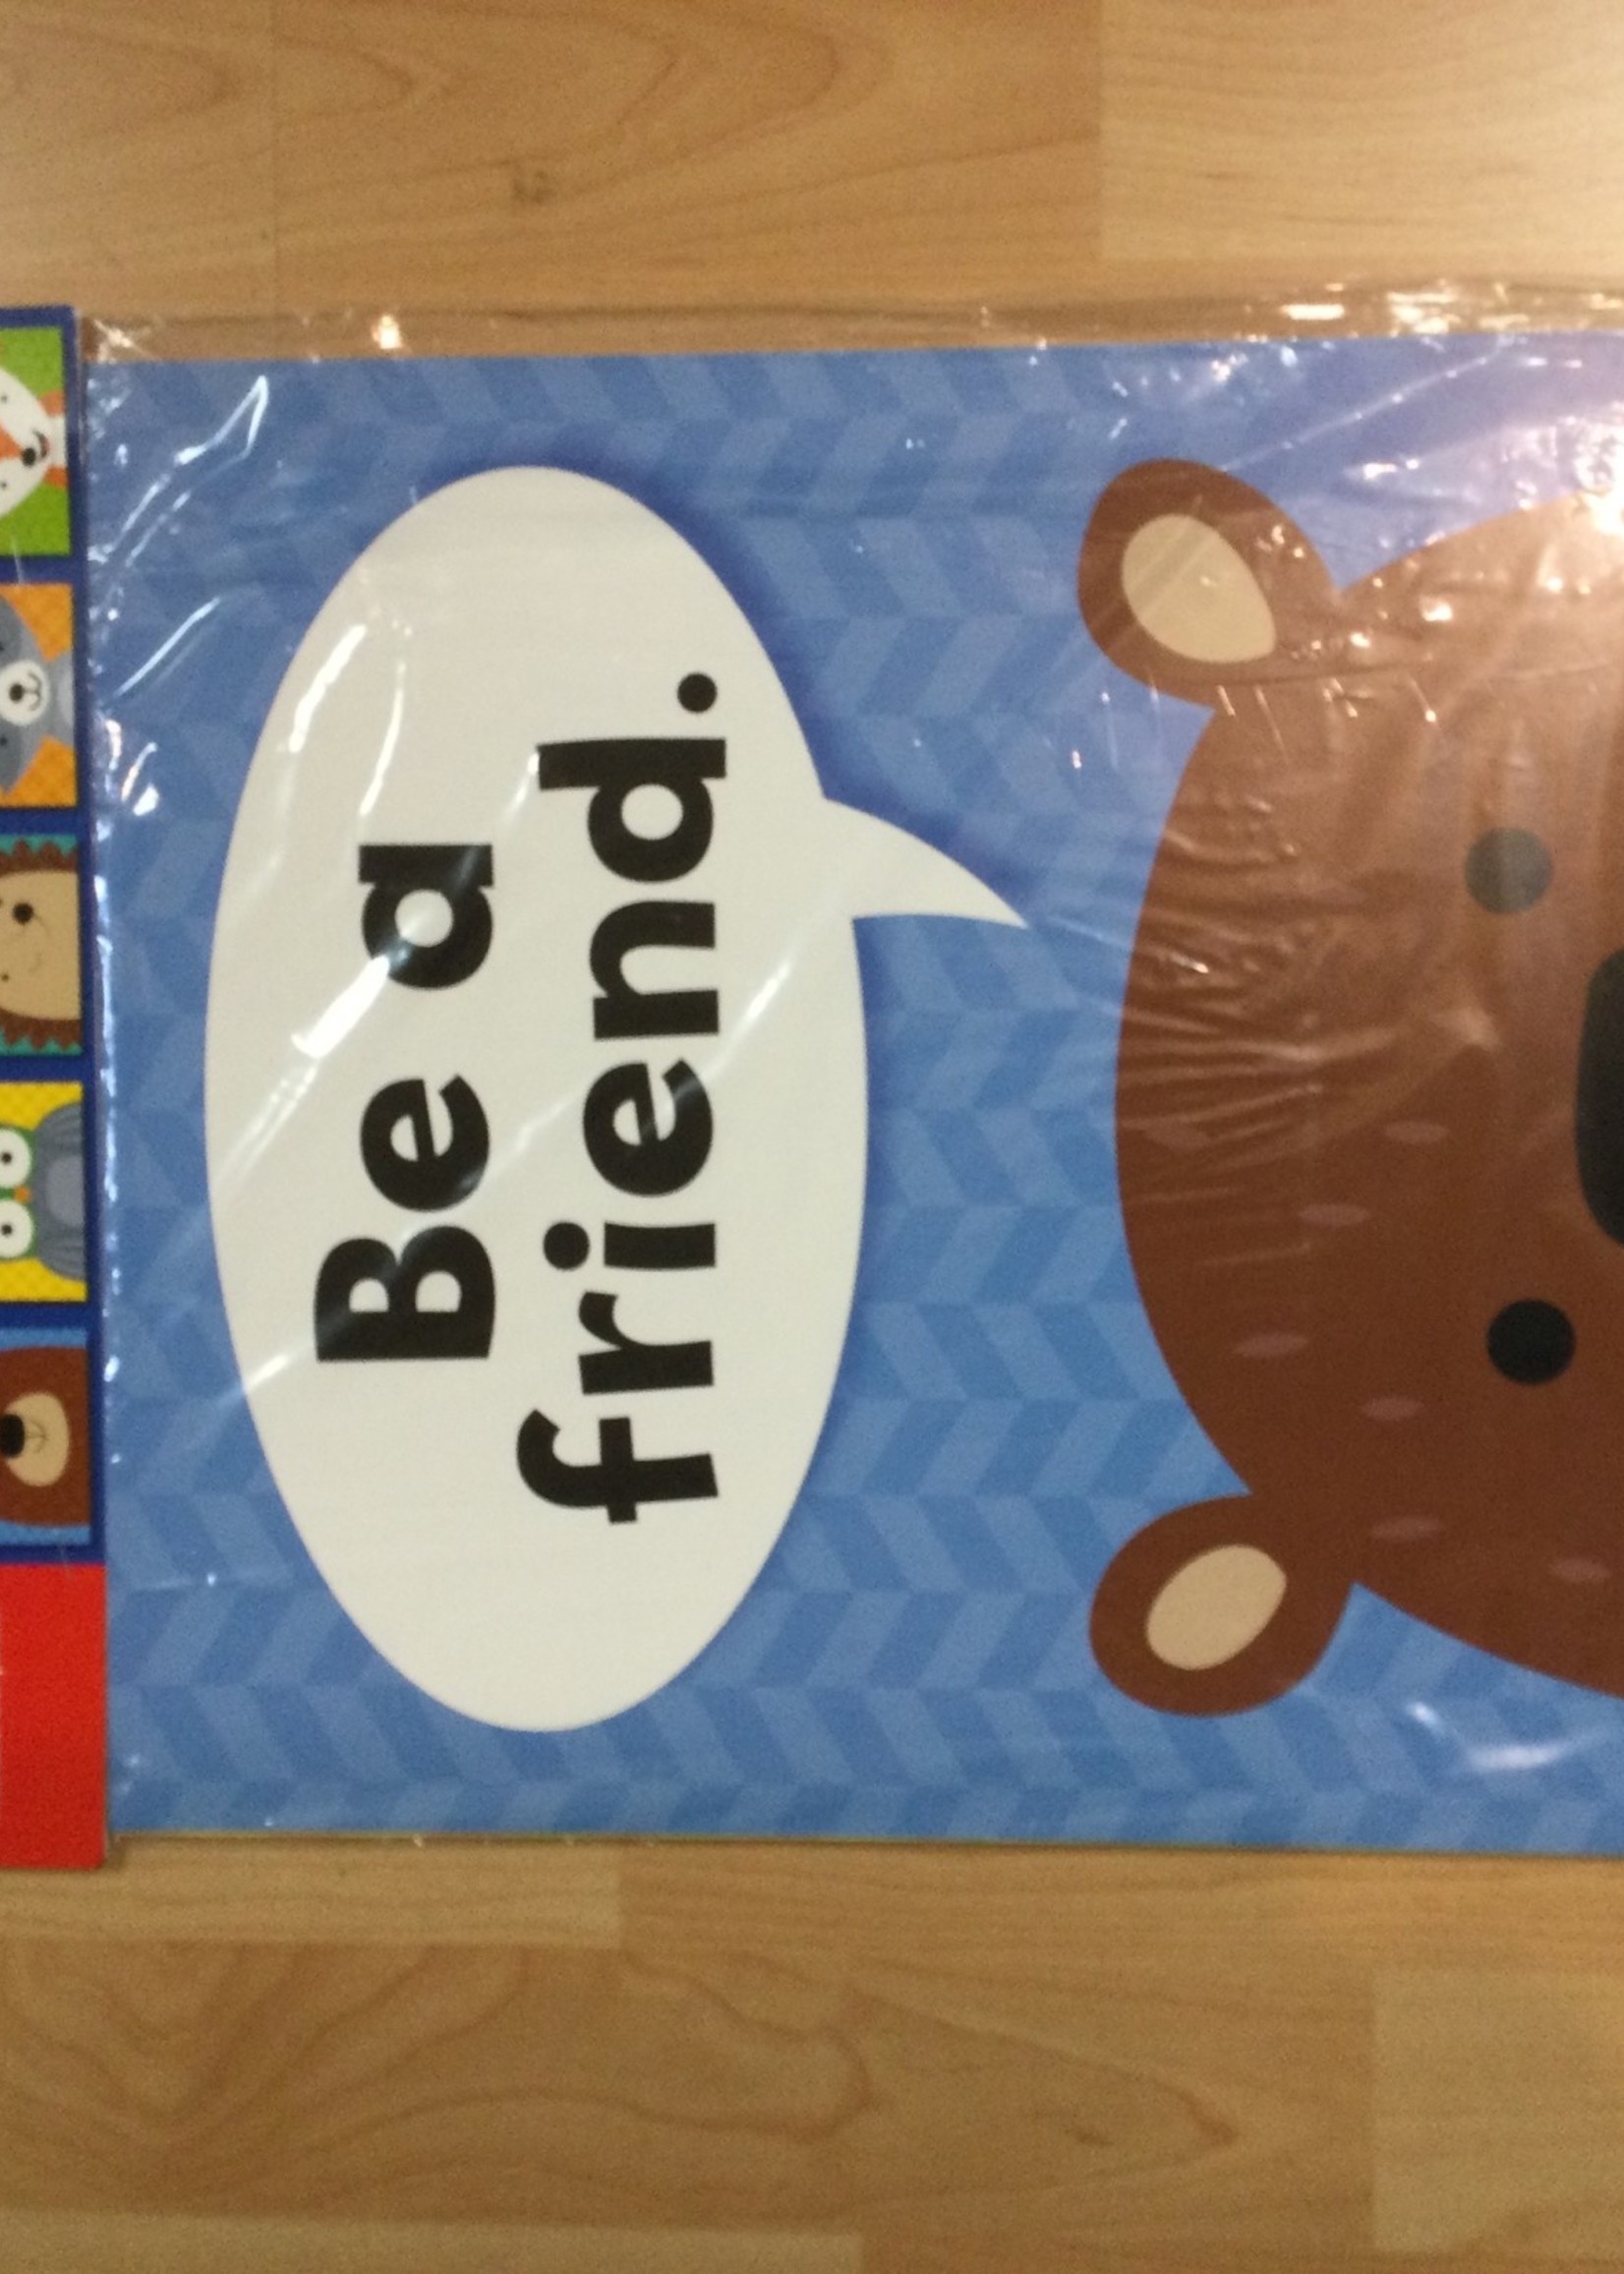 Be a
friend.